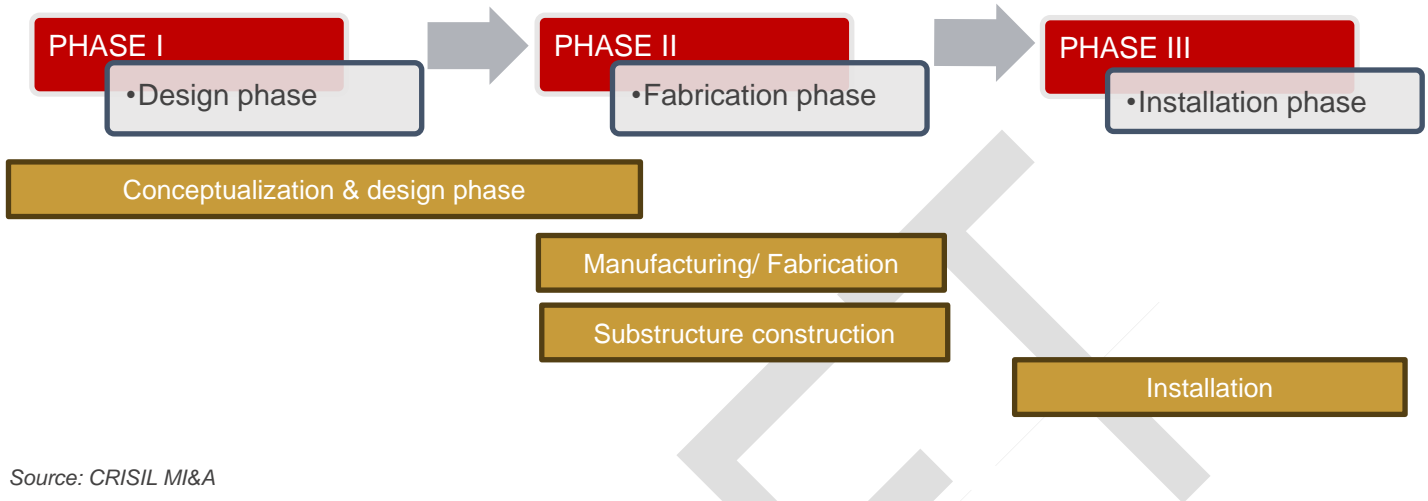 PHASE I
•Design phase
PHASE II
•Fabrication phase
PHASE III
•Installation phase
Conceptualization & design phase
Manufacturing/ Fabrication
Substructure construction
Installation
Source: CRISIL MI&A